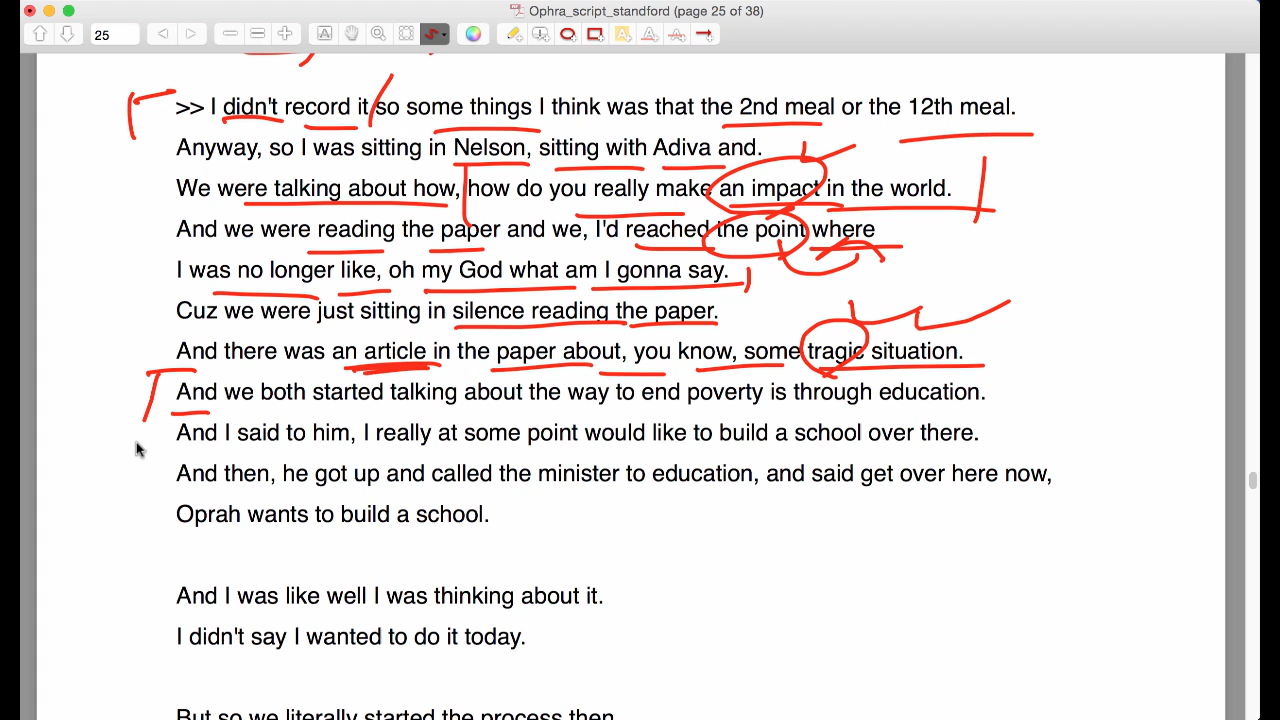 Ophra_script_standford (page 25 of 38)
25
>> I didn't record it so some things I think was that the 2nd meal or the 12th meal.
Anyway, so I was sitting in Nelson, sitting with Adiva and.
We were talking about how, how do you really make an impact in the world.
And we were reading the paper and we, I'd reached the point where
I was no longer like, oh my God what am I gonna say.
Cuz we were just sitting in silence reading the paper.
And there was an article in the paper about, you know, some tragic situation.
And we both started talking about the way to end poverty is through education.
And I said to him, I really at some point would like to build a school over there.
And then, he got up and called the minister to education, and said get over here now,
Oprah wants to build a school.
And I was like well I was thinking about it.
I didn't say I wanted to do it today.
But so we literally started the process then